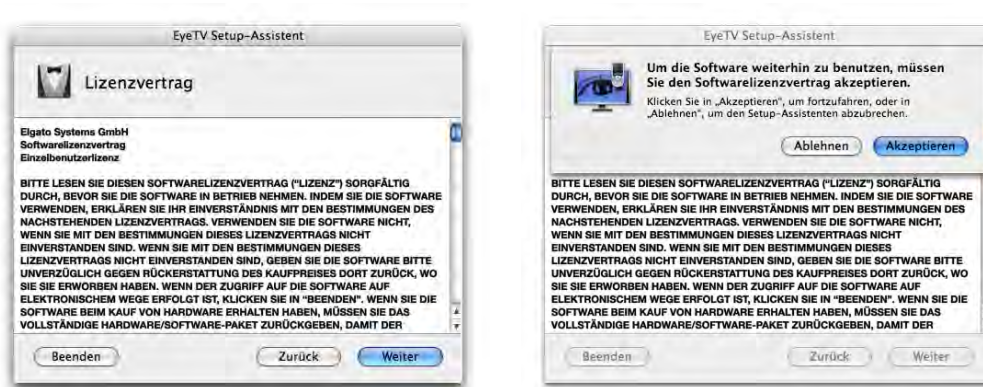 EyeTV Setup-Assistent
Lizenzvertrag
Elgato Systems GmbH
Softwarelizenzvertrag
Einzelbenutzerlizenz
BITTE LESEN SIE DIESEN SOFTWARELIZENZVERTRAG ("LIZENZ") SORGFÄLTIG
DURCH, BEVOR SIE DIE SOFTWARE IN BETRIEB NEHMEN. INDEM SIE DIE SOFTWARE
VERWENDEN, ERKLÄREN SIE IHR EINVERSTÄNDNIS MIT DEN BESTIMMUNGEN DES
NACHSTEHENDEN LIZENZVERTRAGS. VERWENDEN SIE DIE SOFTWARE NICHT,
WENN SIE MIT DEN BESTIMMUNGEN DIESES LIZENZVERTRAGS NICHT
EINVERSTANDEN SIND. WENN SIE MIT DEN BESTIMMUNGEN DIESES
LIZENZVERTRAGS NICHT EINVERSTANDEN SIND, GEBEN SIE DIE SOFTWARE BITTE
UNVERZÜGLICH GEGEN RÜCKERSTATTUNG DES KAUFPREISES DORT ZURÜCK, WO
SIE SIE ERWORBEN HABEN. WENN DER ZUGRIFF AUF DIE SOFTWARE AUF
ELEKTRONISCHEM WEGE ERFOLGT IST, KLICKEN SIE IN "BEENDEN". WENN SIE DIE
SOFTWARE BEIM KAUF VON HARDWARE ERHALTEN HABEN, MÜSSEN SIE DAS
VOLLSTÄNDIGE HARDWARE/SOFTWARE-PAKET ZURÜCKGEBEN, DAMIT DER
Beenden Zurück Weiter
EyeTV Setup-Assistent
Um die Software weiterhin zu benutzen, müssen
Sie den Softwarelizenzvertrag akzeptieren.
Klicken Sie in „Akzeptieren“, um fortzufahren, oder in
„Ablehnen“, um den Setup-Assistenten abzubrechen.
Ablehnen Akzeptieren
BITTE LESEN SIE DIESEN SOFTWARELIZENZVERTRAG ("LIZENZ") SORGFÄLTIG
DURCH, BEVOR SIE DIE SOFTWARE IN BETRIEB NEHMEN. INDEM SIE DIE SOFTWARE
VERWENDEN, ERKLÄREN SIE IHR EINVERSTÄNDNIS MIT DEN BESTIMMUNGEN DES
NACHSTEHENDEN LIZENZVERTRAGS. VERWENDEN SIE DIE SOFTWARE NICHT,
WENN SIE MIT DEN BESTIMMUNGEN DIESES LIZENZVERTRAGS NICHT
EINVERSTANDEN SIND. WENN SIE MIT DEN BESTIMMUNGEN DIESES
LIZENZVERTRAGS NICHT EINVERSTANDEN SIND, GEBEN SIE DIE SOFTWARE BITTE
UNVERZÜGLICH GEGEN RÜCKERSTATTUNG DES KAUFPREISES DORT ZURÜCK, WO
SIE SIE ERWORBEN HABEN. WENN DER ZUGRIFF AUF DIE SOFTWARE AUF
ELEKTRONISCHEM WEGE ERFOLGT IST, KLICKEN SIE IN "BEENDEN". WENN SIE DIE
SOFTWARE BEIM KAUF VON HARDWARE ERHALTEN HABEN, MÜSSEN SIE DAS
VOLLSTÄNDIGE HARDWARE/SOFTWARE-PAKET ZURÜCKGEBEN, DAMIT DER
Beenden Zurück Weiter